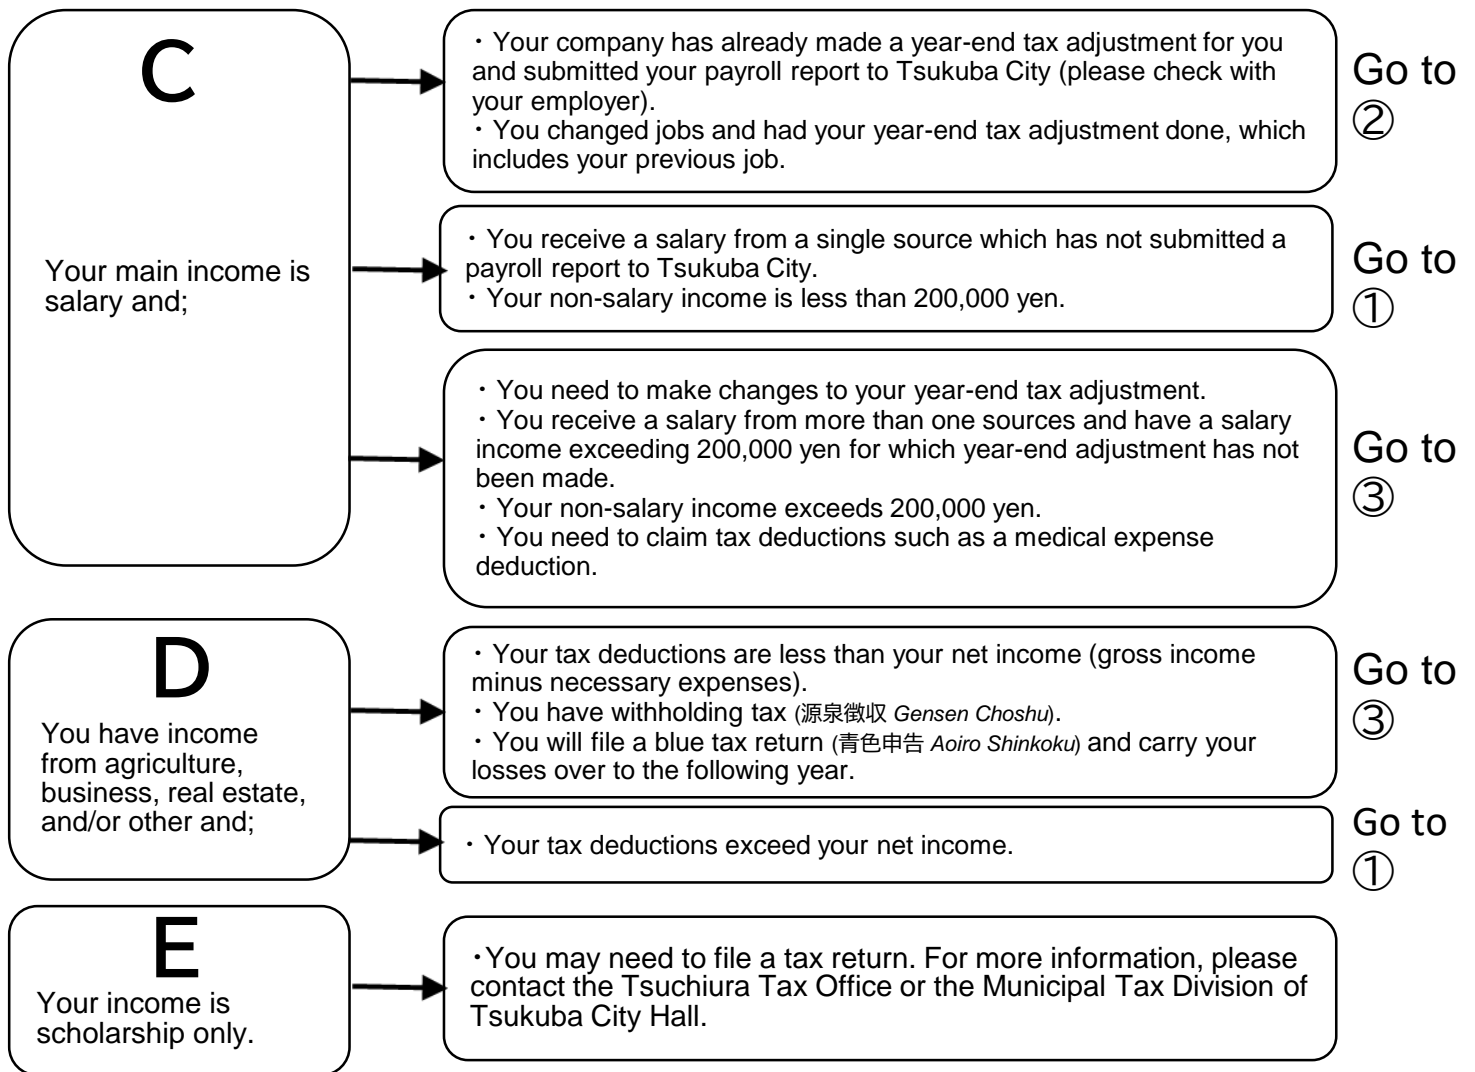 C
Your main income is
salary and;
・Your company has already made a year-end tax adjustment for you
and submitted your payroll report to Tsukuba City (please check with
your employer).
・You changed jobs and had your year-end tax adjustment done, which
includes your previous job.
Go to
②
・You receive a salary from a single source which has not submitted a
payroll report to Tsukuba City.
・Your non-salary income is less than 200,000 yen.
Go to
①
・You need to make changes to your year-end tax adjustment.
・You receive a salary from more than one sources and have a salary
income exceeding 200,000 yen for which year-end adjustment has not
been made.
・Your non-salary income exceeds 200,000 yen.
・You need to claim tax deductions such as a medical expense
deduction.
Go to
③
D
You have income
from agriculture,
business, real estate,
and/or other and;
・Your tax deductions are less than your net income (gross income
minus necessary expenses).
・You have withholding tax (源泉徴収 Gensen Choshu).
・You will file a blue tax return (青色申告 Aoiro Shinkoku) and carry your
losses over to the following year.
Go to
③
・Your tax deductions exceed your net income.
Go to
①
E
Your income is
scholarship only.
・You may need to file a tax return. For more information, please
contact the Tsuchiura Tax Office or the Municipal Tax Division of
Tsukuba City Hall.